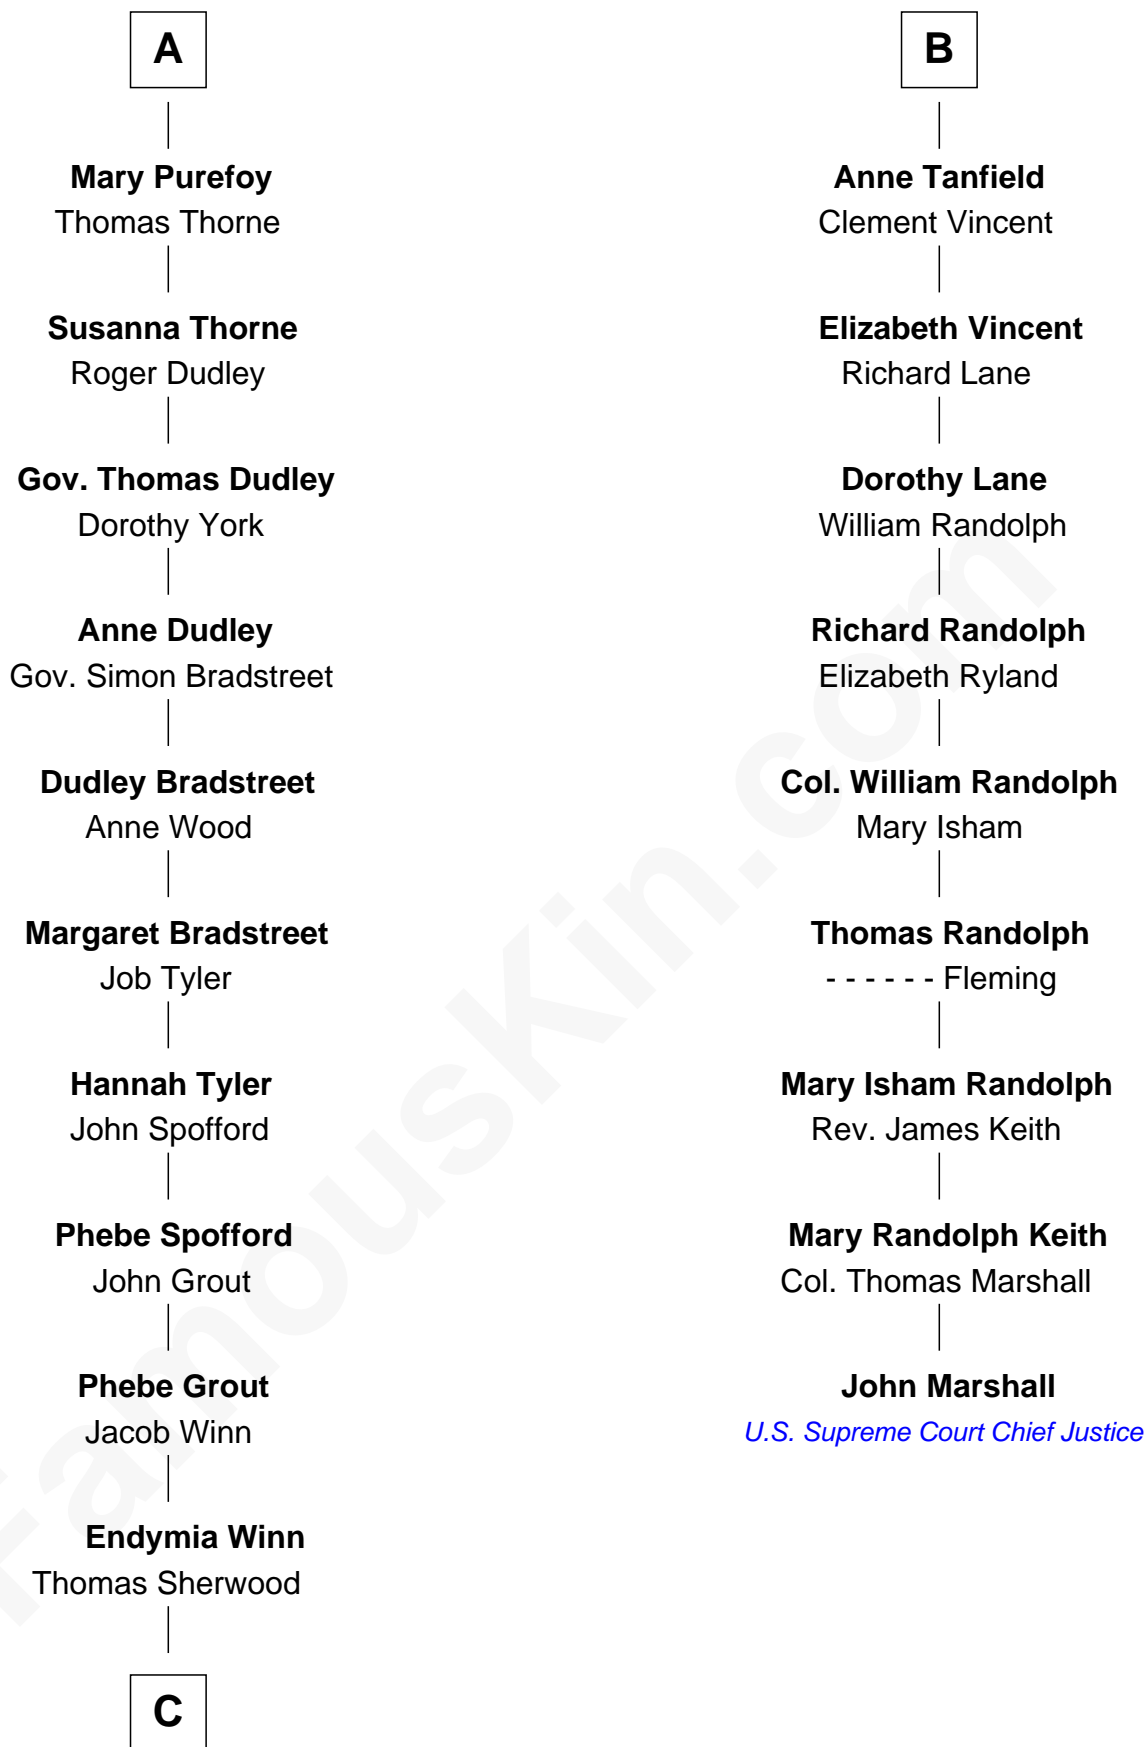 A
Mary Purefoy
Thomas Thorne
Susanna Thorne
Roger Dudley
Gov. Thomas Dudley
Dorothy York
Anne Dudley
Gov. Simon Bradstreet
Dudley Bradstreet
Anne Wood
Margaret Bradstreet
Job Tyler
Hannah Tyler
John Spofford
Phebe Spofford
John Grout
Phebe Grout
Jacob Winn
Endymia Winn
Thomas Sherwood
C
B
Anne Tanfield
Clement Vincent
Elizabeth Vincent
Richard Lane
Dorothy Lane
William Randolph
Richard Randolph
Elizabeth Ryland
Col. William Randolph
Mary Isham
Thomas Randolph
- - - - - - Fleming
Mary Isham Randolph
Rev. James Keith
Mary Randolph Keith
Col. Thomas Marshall
John Marshall
U.S. Supreme Court Chief Justice
FamousKin.com